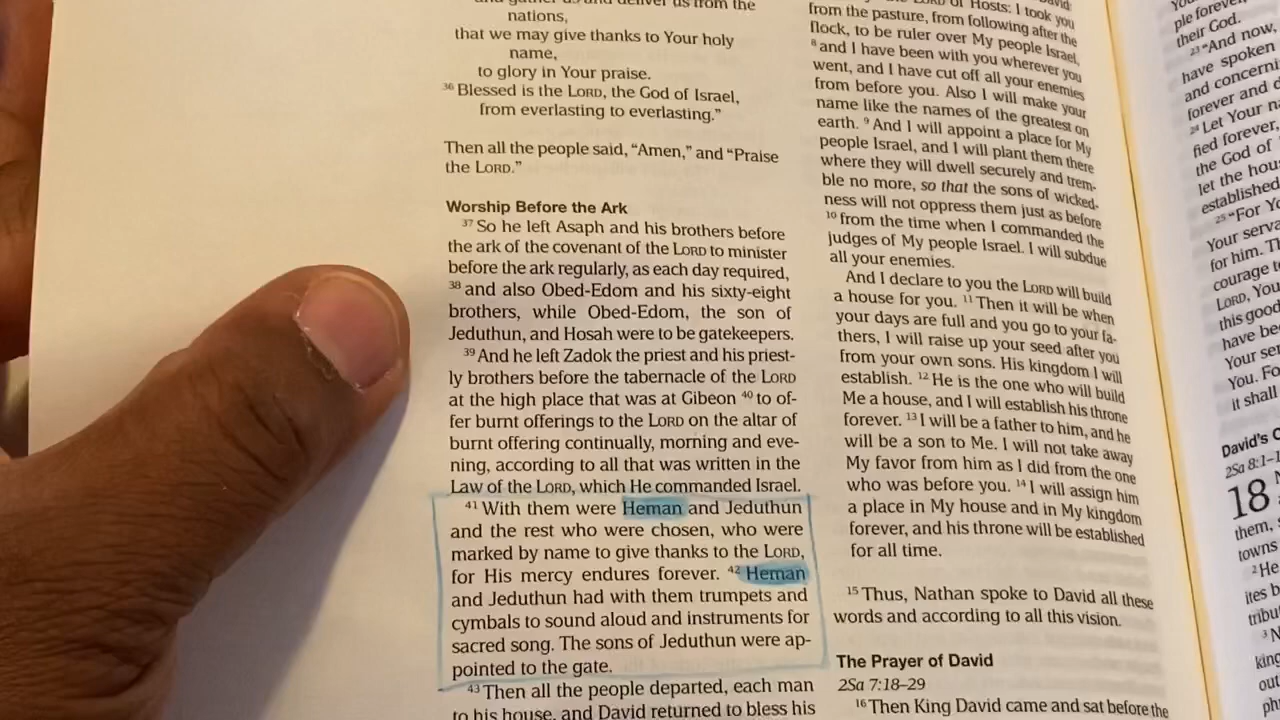 and gather us and deliver us from the
nations,
that we may give thanks to Your holy
name,
to glory in Your praise.
36 Blessed is the LORD, the God of Israel,
from everlasting to everlasting.”
Then all the people said, “Amen,” and “Praise
the LORD.”
Worship Before the Ark
37 So he left Asaph and his brothers before
the ark of the covenant of the LORD to minister
before the ark regularly, as each day required,
38 and also Obed-Edom and his sixty-eight
brothers, while Obed-Edom, the son of
Jeduthun, and Hosah were to be gatekeepers.
39 And he left Zadok the priest and his priest-
ly brothers before the tabernacle of the LORD
at the high place that was at Gibeon 40 to of-
fer burnt offerings to the LORD on the altar of
burnt offering continually, morning and eve-
ning, according to all that was written in the
Law of the LORD, which He commanded Israel.
41 With them were Heman and Jeduthun
and the rest who were chosen, who were
marked by name to give thanks to the LORD,
for His mercy endures forever. 42 Heman
and Jeduthun had with them trumpets and
cymbals to sound aloud and instruments for
sacred song. The sons of Jeduthun were ap-
pointed to the gate.
43 Then all the people departed, each man
to his house, and David returned to bless his
of Hosts: I took you
from the pasture, from following after the
flock, to be ruler over My people Israel,
8 and I have been with you wherever you
went, and I have cut off all your enemies
from before you. Also I will make your
name like the names of the greatest on
earth. 9 And I will appoint a place for My
people Israel, and I will plant them there
where they will dwell securely and trem-
ble no more, so that the sons of wicked-
ness will not oppress them just as before
10 from the time when I commanded the
judges of My people Israel. I will subdue
all your enemies.
And I declare to you the LORD will build
a house for you. 11 Then it will be when
your days are full and you go to your fa-
thers, I will raise up your seed after you
from your own sons. His kingdom I will
establish. 12 He is the one who will build
Me a house, and I will establish his throne
forever. 13 I will be a father to him, and he
will be a son to Me. I will not take away
My favor from him as I did from the one
who was before you. 14 I will assign him
a place in My house and in My kingdom
forever, and his throne will be established
for all time.
15 Thus, Nathan spoke to David all these
words and according to all this vision.
The Prayer of David
2Sa 7:18–29
16 Then King David came and sat before the
ple forever,
their God.
23 “And now,
have spoken
and concerni
forever and
24 Let Your n
fied forever,
the God of
let the hou
established
25 “For Yo
Your serva
for him. Th
courage to
LORD, You
this good
have be
Your ser
You. Fo
it shall
David's C
2Sa 8:1–1
18
them,
towns
2 He
ites b
tribu
king
out
ph